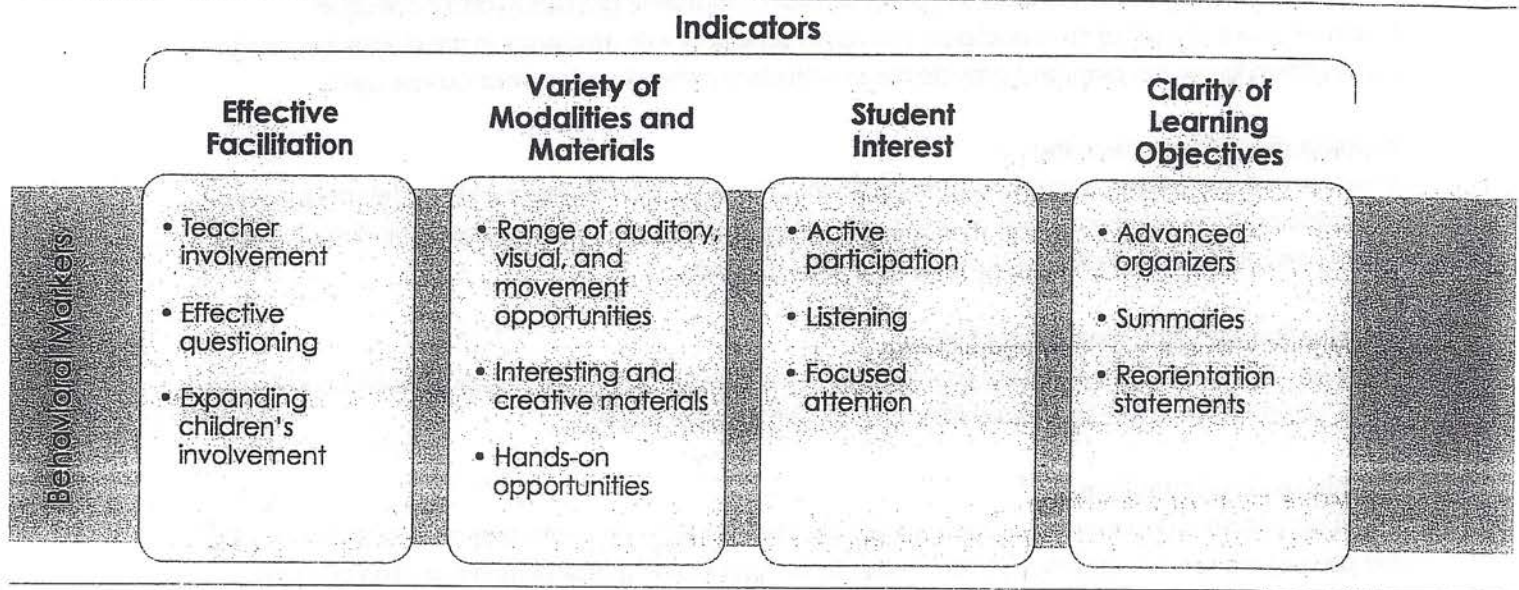 Indicators
Effective
Facilitation
Variety of
Modalities and
Materials
Student
Interest
Clarity of
Learning
Objectives
Behavioral Markers
• Teacher
involvement
• Effective
questioning
• Expanding
children's
involvement
• Range of auditory,
visual, and
movement
opportunities
• Interesting and
creative materials
• Hands-on
opportunities
• Active
participation
• Listening
• Focused
attention
• Advanced
organizers
• Summaries
• Reorientation
statements